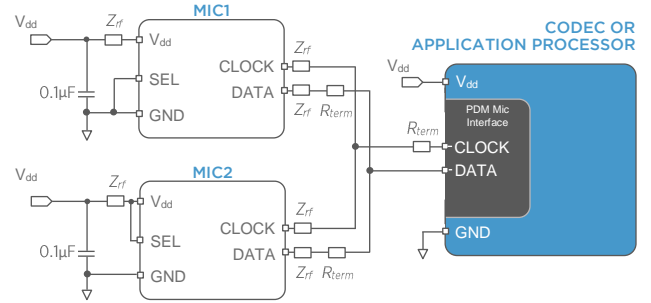 MIC1
Vdd
Zrf
Vdd
SEL
GND
CLOCK
DATA
0.1µF
Zrf
Zrf
Rterm
CODEC OR
APPLICATION PROCESSOR
Vdd
Vdd
PDM Mic
Interface
Rterm
CLOCK
DATA
GND
MIC2
Vdd
Zrf
Vdd
SEL
GND
CLOCK
DATA
0.1µF
Zrf
Zrf
Rterm